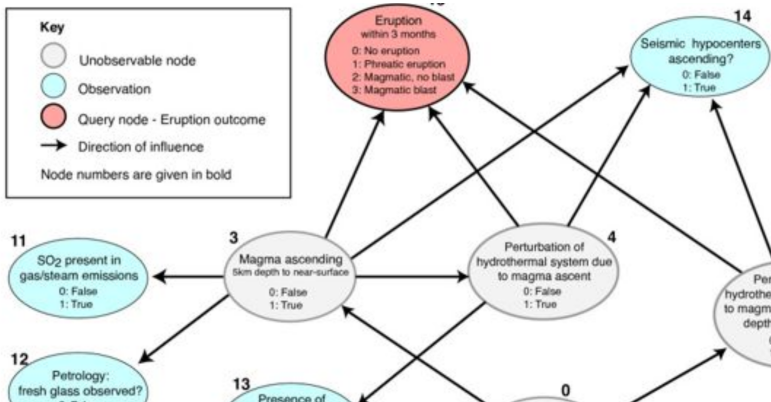 Key
Unobservable node
Observation
Query node - Eruption outcome
Direction of influence
Node numbers are given in bold
Eruption
within 3 months
0: No eruption
1: Phreatic eruption
2: Magmatic, no blast
3: Magmatic blast
14
Seismic hypocenters
ascending?
0: False
1: True
11
SO2 present in
gas/steam emissions
0: False
1: True
3
Magma ascending
5km depth to near-surface
0: False
1: True
4
Perturbation of
hydrothermal system due
to magma ascent
0: False
1: True
to magm
depth
12
Petrology:
fresh glass observed?
13
Presence of
0